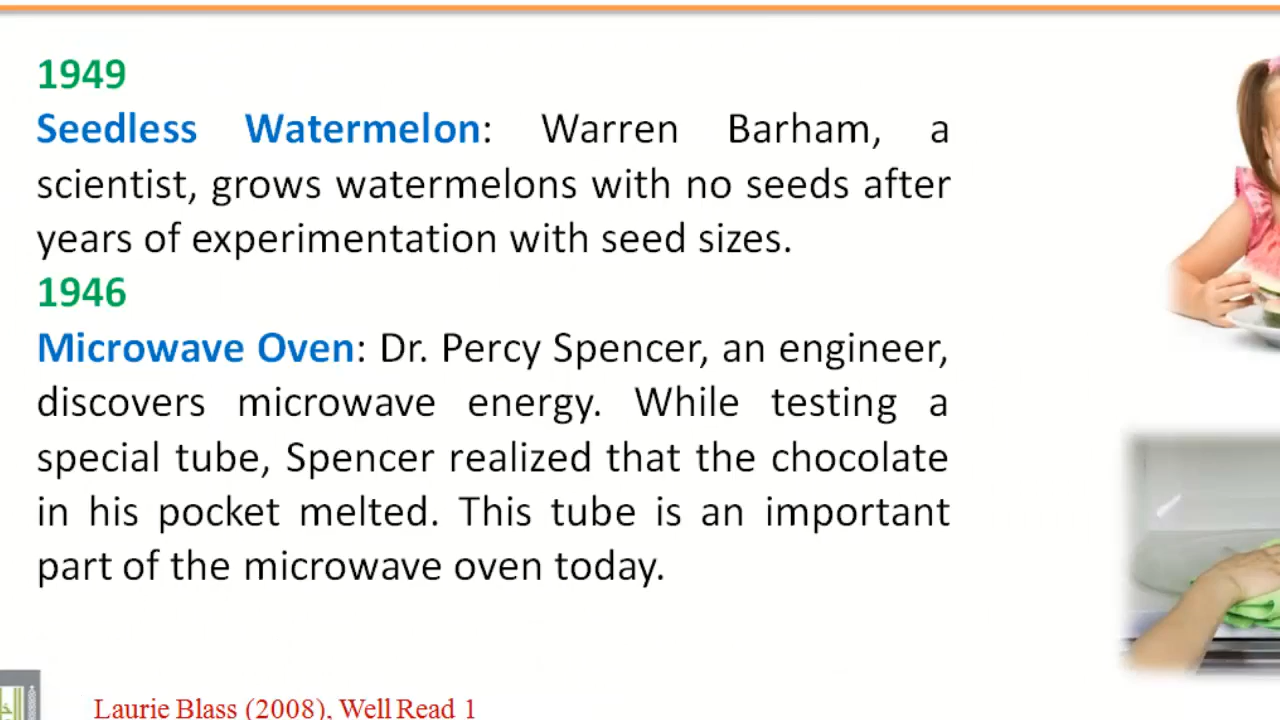 1949
Seedless Watermelon: Warren Barham, a
scientist, grows watermelons with no seeds after
years of experimentation with seed sizes.
1946
Microwave Oven: Dr. Percy Spencer, an engineer,
discovers microwave energy. While testing a
special tube, Spencer realized that the chocolate
in his pocket melted. This tube is an important
part of the microwave oven today.
Laurie Blass (2008), Well Read 1